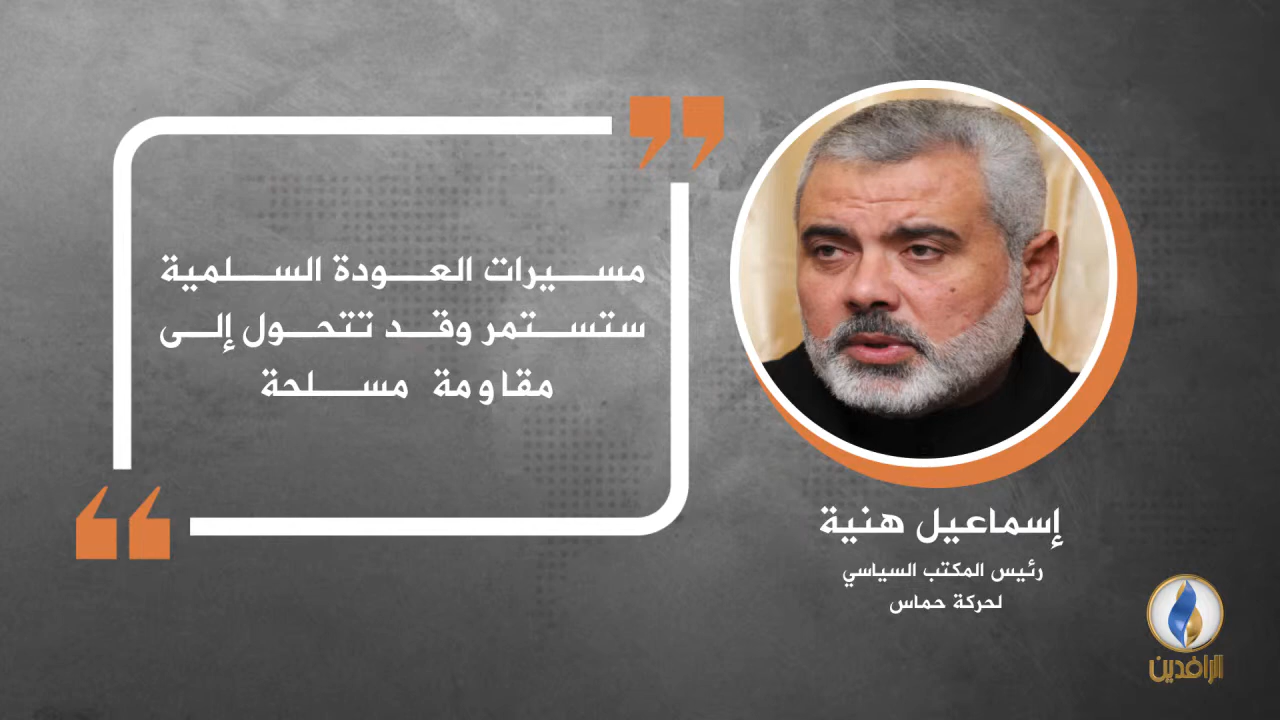 مسيرات العودة السلمية
ستستمر وقد تتحول إلى
مقاومة مسلحة
إسماعيل هنية
رئيس المكتب السياسي
لحركة حماس
الرافدين